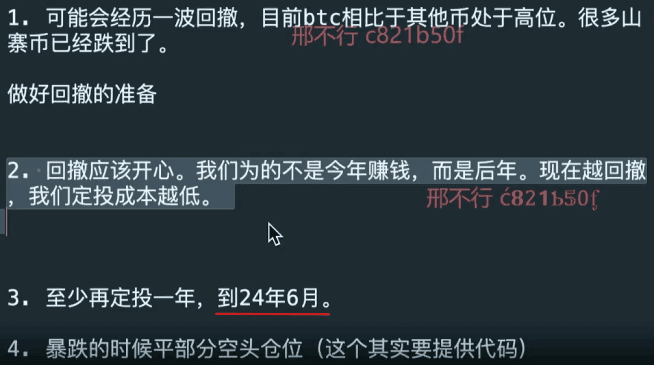 1. 可能会经历一波回撤，目前btc相比于其他币处于高位。很多山
寨币已经跌到了。
邢不行 c821b50f
做好回撤的准备
2. 回撤应该开心。我们为的不是今年赚钱，而是后年。现在越回撤
，我们定投成本越低。
邢不行 c821b50f
3. 至少再定投一年，到24年6月。
4. 暴跌的时候平部分空头仓位（这个其实要提供代码）